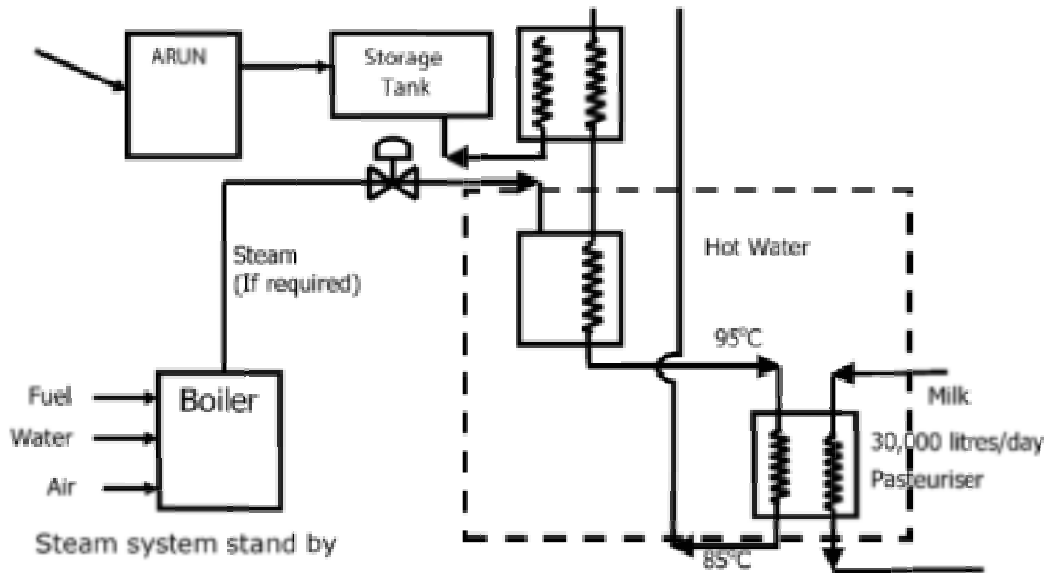 ARUN
Storage
Tank
Steam
(If required)
Hot Water
95°C
Fuel
Water
Air
Boiler
Milk
30,000 litres/day
Pasteuriser
85°C
Steam system stand by